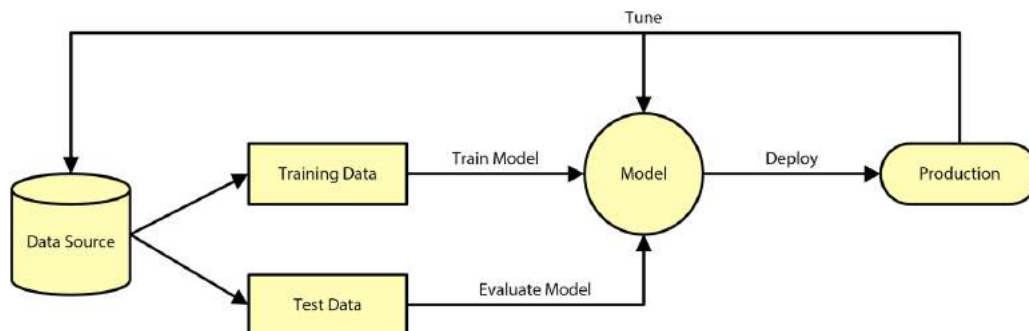 Tune
Training Data
Train Model
Model
Deploy
Production
Data Source
Test Data
Evaluate Model